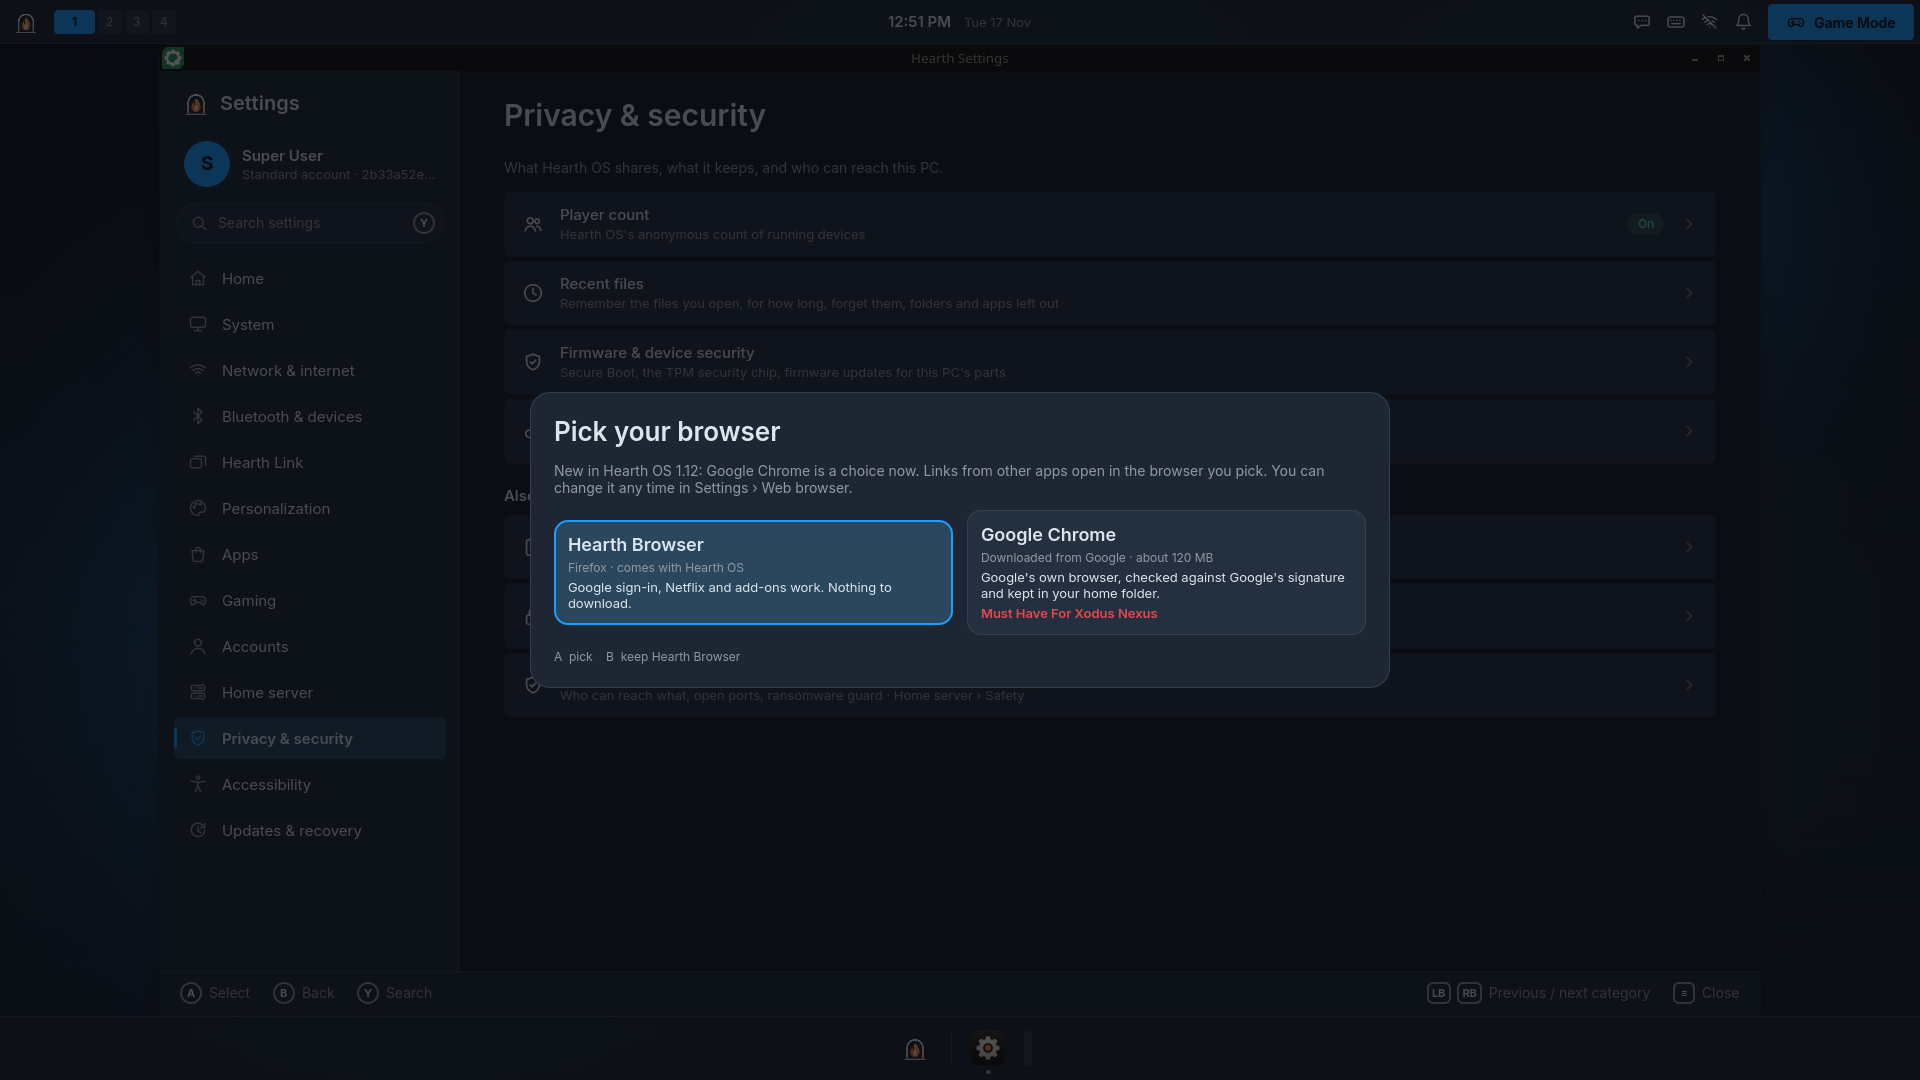 1 2 3 4
12:51 PM Tue 17 Nov
Game Mode
Hearth Settings
Settings
S
Super User
Standard account · 2b33a52e...
Search settings Y
Home
System
Network & internet
Bluetooth & devices
Hearth Link
Personalization
Apps
Gaming
Accounts
Home server
Privacy & security
Accessibility
Updates & recovery
Privacy & security
What Hearth OS shares, what it keeps, and who can reach this PC.
Player count
Hearth OS's anonymous count of running devices
On
Recent files
Remember the files you open, for how long, forget them, folders and apps left out
Firmware & device security
Secure Boot, the TPM security chip, firmware updates for this PC's parts
Pick your browser
New in Hearth OS 1.12: Google Chrome is a choice now. Links from other apps open in the browser you pick. You can
change it any time in Settings › Web browser.
Hearth Browser
Firefox · comes with Hearth OS
Google sign-in, Netflix and add-ons work. Nothing to
download.
Google Chrome
Downloaded from Google · about 120 MB
Google's own browser, checked against Google's signature
and kept in your home folder.
Must Have For Xodus Nexus
A pick B keep Hearth Browser
Who can reach what, open ports, ransomware guard · Home server › Safety
A Select B Back Y Search
LB RB Previous / next category ≡ Close